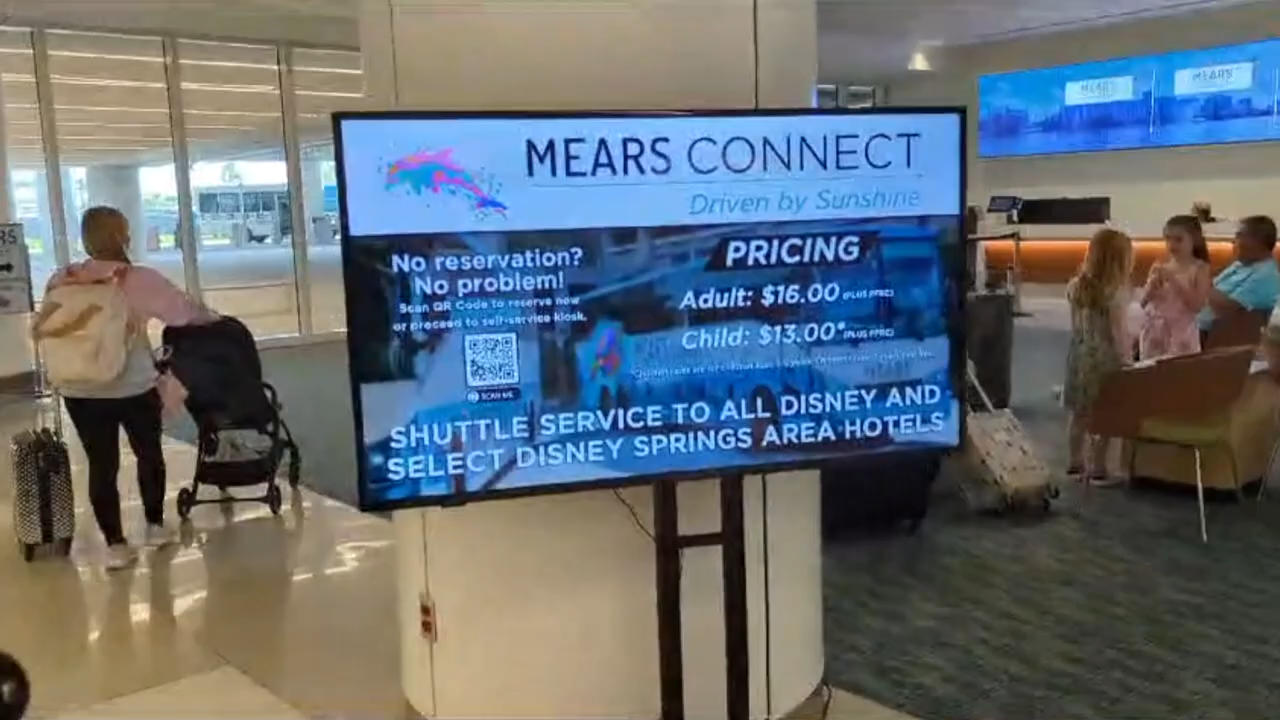 MEARS CONNECT
Driven by Sunshine
No reservation?
No problem!
Scan QR Code to reserve now
or proceed to self-service kiosk.
SCAN ME
PRICING
Adult: $16.00 (PLUS
Child: $13.00* (PLUS
SHUTTLE SERVICE TO ALL DISNEY AND
SELECT DISNEY SPRINGS AREA HOTELS
MEARS
MEARS
RS